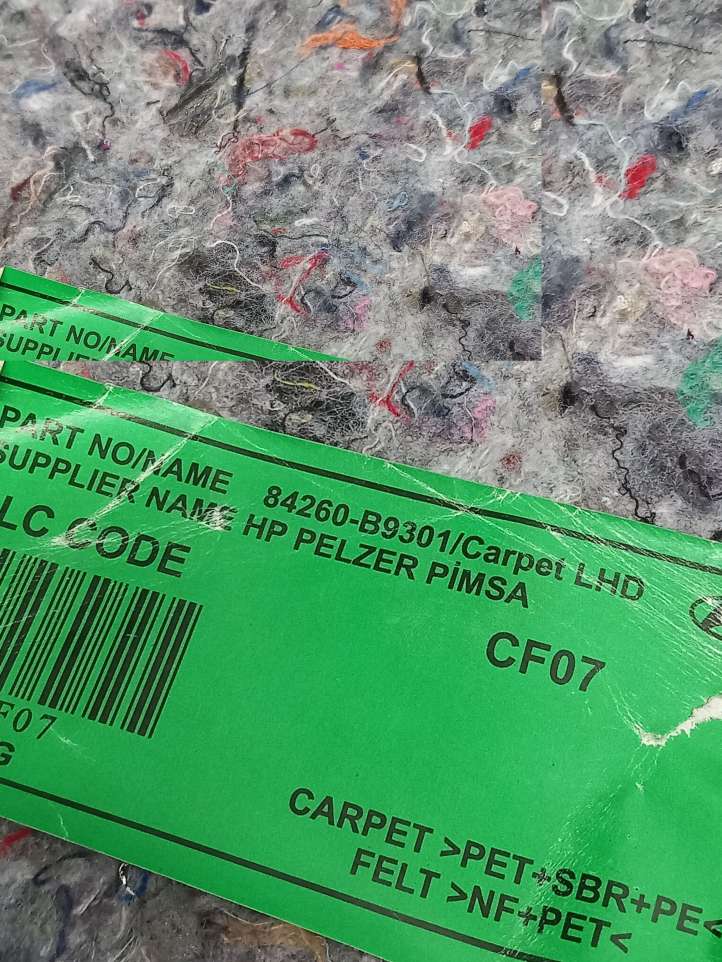 PART NO/NAME
SUPPLIER
PART NO/NAME 84260-B9301/Carpet LHD
SUPPLIER NAME HP PELZER PİMSA
LC CODE CF07
F07
G
CARPET >PET+SBR+PE<
FELT >NF+PET<